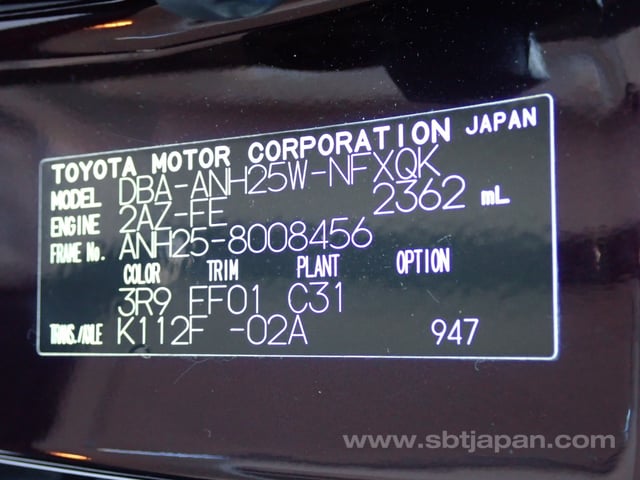 TOYOTA MOTOR CORPORATION JAPAN
MODEL DBA-ANH25W-NFXQK
ENGINE 2AZ-FE 2362 mL
FRAME No. ANH25-8008456
COLOR TRIM PLANT OPTION
3R9 FF01 C31
TRANS./AXLE K112F -02A 947
www.sbtjapan.com